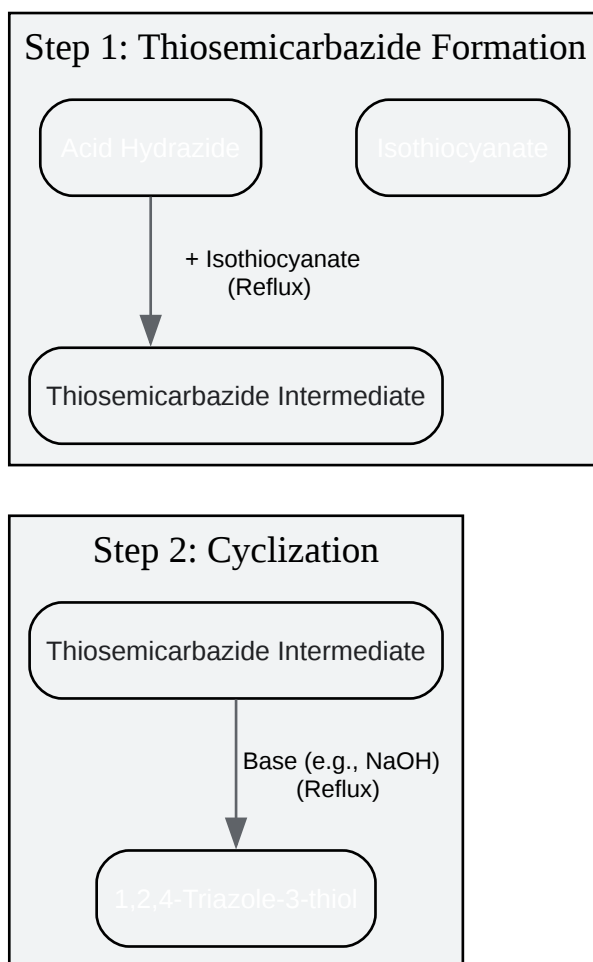 Step 1: Thiosemicarbazide Formation
Acid Hydrazide
Isothiocyanate
+ Isothiocyanate
(Reflux)
Thiosemicarbazide Intermediate
Step 2: Cyclization
Thiosemicarbazide Intermediate
Base (e.g., NaOH)
(Reflux)
1,2,4-Triazole-3-thiol